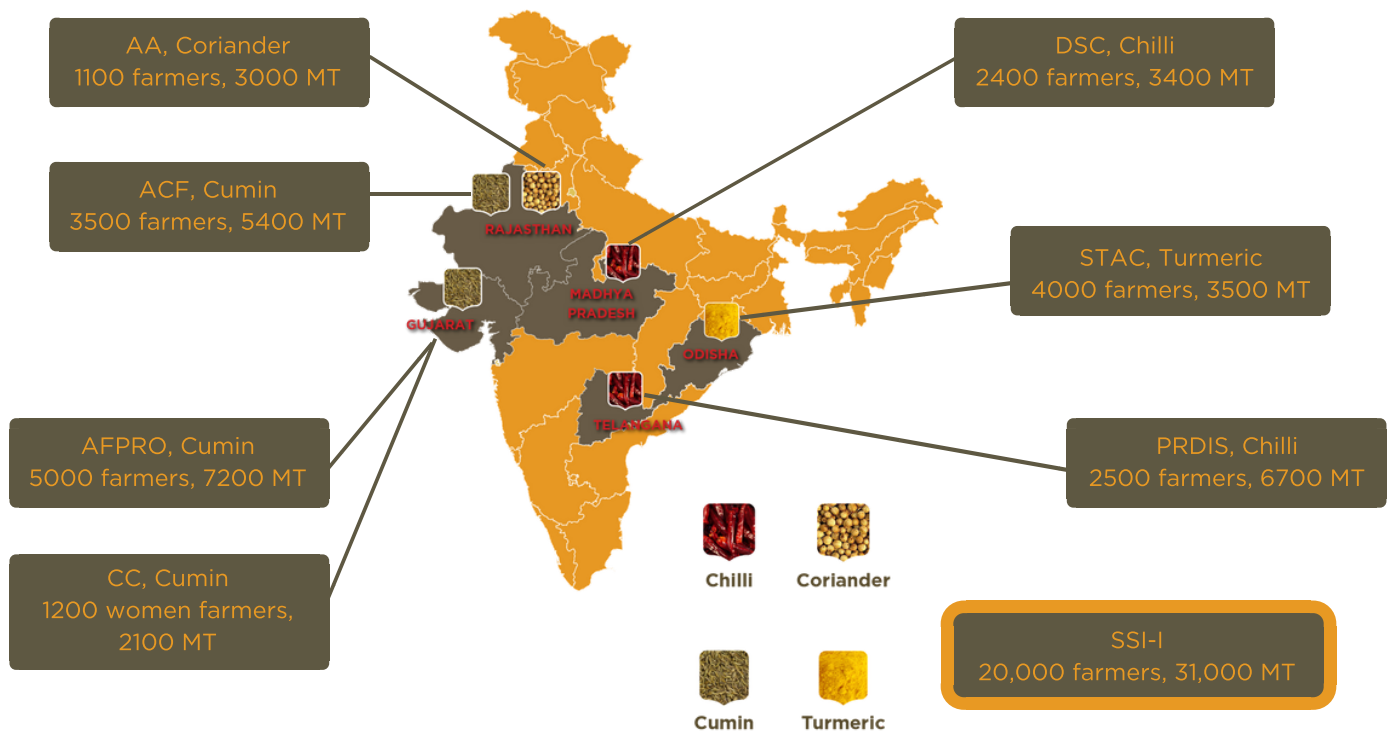 AA, Coriander
1100 farmers, 3000 MT
DSC, Chilli
2400 farmers, 3400 MT
ACF, Cumin
3500 farmers, 5400 MT
RAJASTHAN
STAC, Turmeric
4000 farmers, 3500 MT
MADHYA
PRADESH
GUJARAT
ODISHA
TELANGANA
AFPRO, Cumin
5000 farmers, 7200 MT
PRDIS, Chilli
2500 farmers, 6700 MT
CC, Cumin
1200 women farmers,
2100 MT
Chilli
Coriander
Cumin
Turmeric
SSI-I
20,000 farmers, 31,000 MT